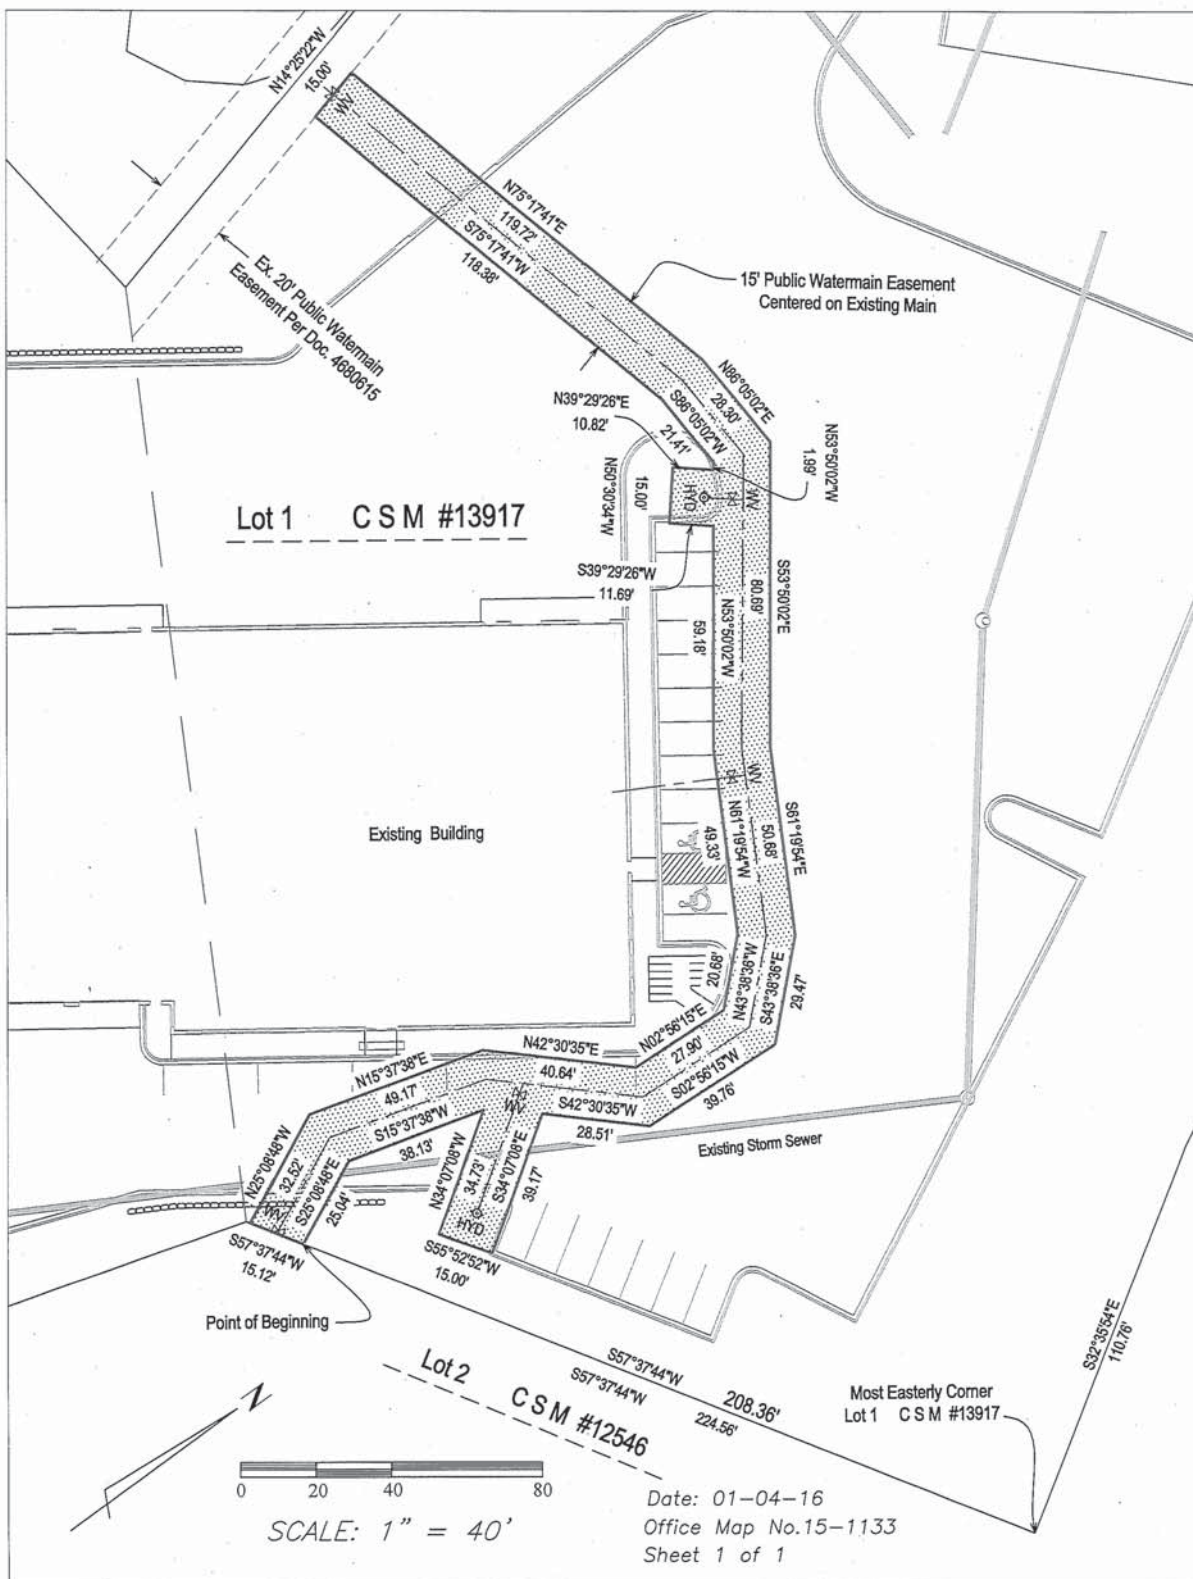 N14°25'22"W
15.00'
WV
N75°17'41"E
119.72'
S75°17'41"W
118.38'
15' Public Watermain Easement
Centered on Existing Main
Ex. 20' Public Watermain
Easement Per Doc. 4680615
N86°05'02"E
28.30'
S86°05'02"W
21.41'
N39°29'26"E
10.82'
N53°50'02"W
1.99'
N50°30'34"W
15.00'
HYD
WV
Lot 1 CSM #13917
S39°29'26"W
11.69'
S53°50'02"E
80.69'
N53°50'02"W
59.18'
WV
S61°19'54"E
50.68'
N61°19'54"W
49.33'
Existing Building
N43°38'36"W
20.68'
S43°38'36"E
29.47'
N02°56'15"E
27.90'
S02°56'15"W
39.76'
N42°30'35"E
40.64'
S42°30'35"W
28.51'
WV
N15°37'38"E
49.17'
S15°37'38"W
38.13'
N25°08'48"W
32.52'
S25°08'48"E
25.04'
WV
N34°07'08"W
34.73'
S34°07'08"E
39.17'
HYD
Existing Storm Sewer
S57°37'44"W
15.12'
S55°52'52"W
15.00'
Point of Beginning
S57°37'44"W
208.36'
S57°37'44"W
224.56'
Lot 2 CSM #12546
S32°35'54"E
110.76'
Most Easterly Corner
Lot 1 CSM #13917
N
0 20 40 80
SCALE: 1" = 40'
Date: 01-04-16
Office Map No.15-1133
Sheet 1 of 1